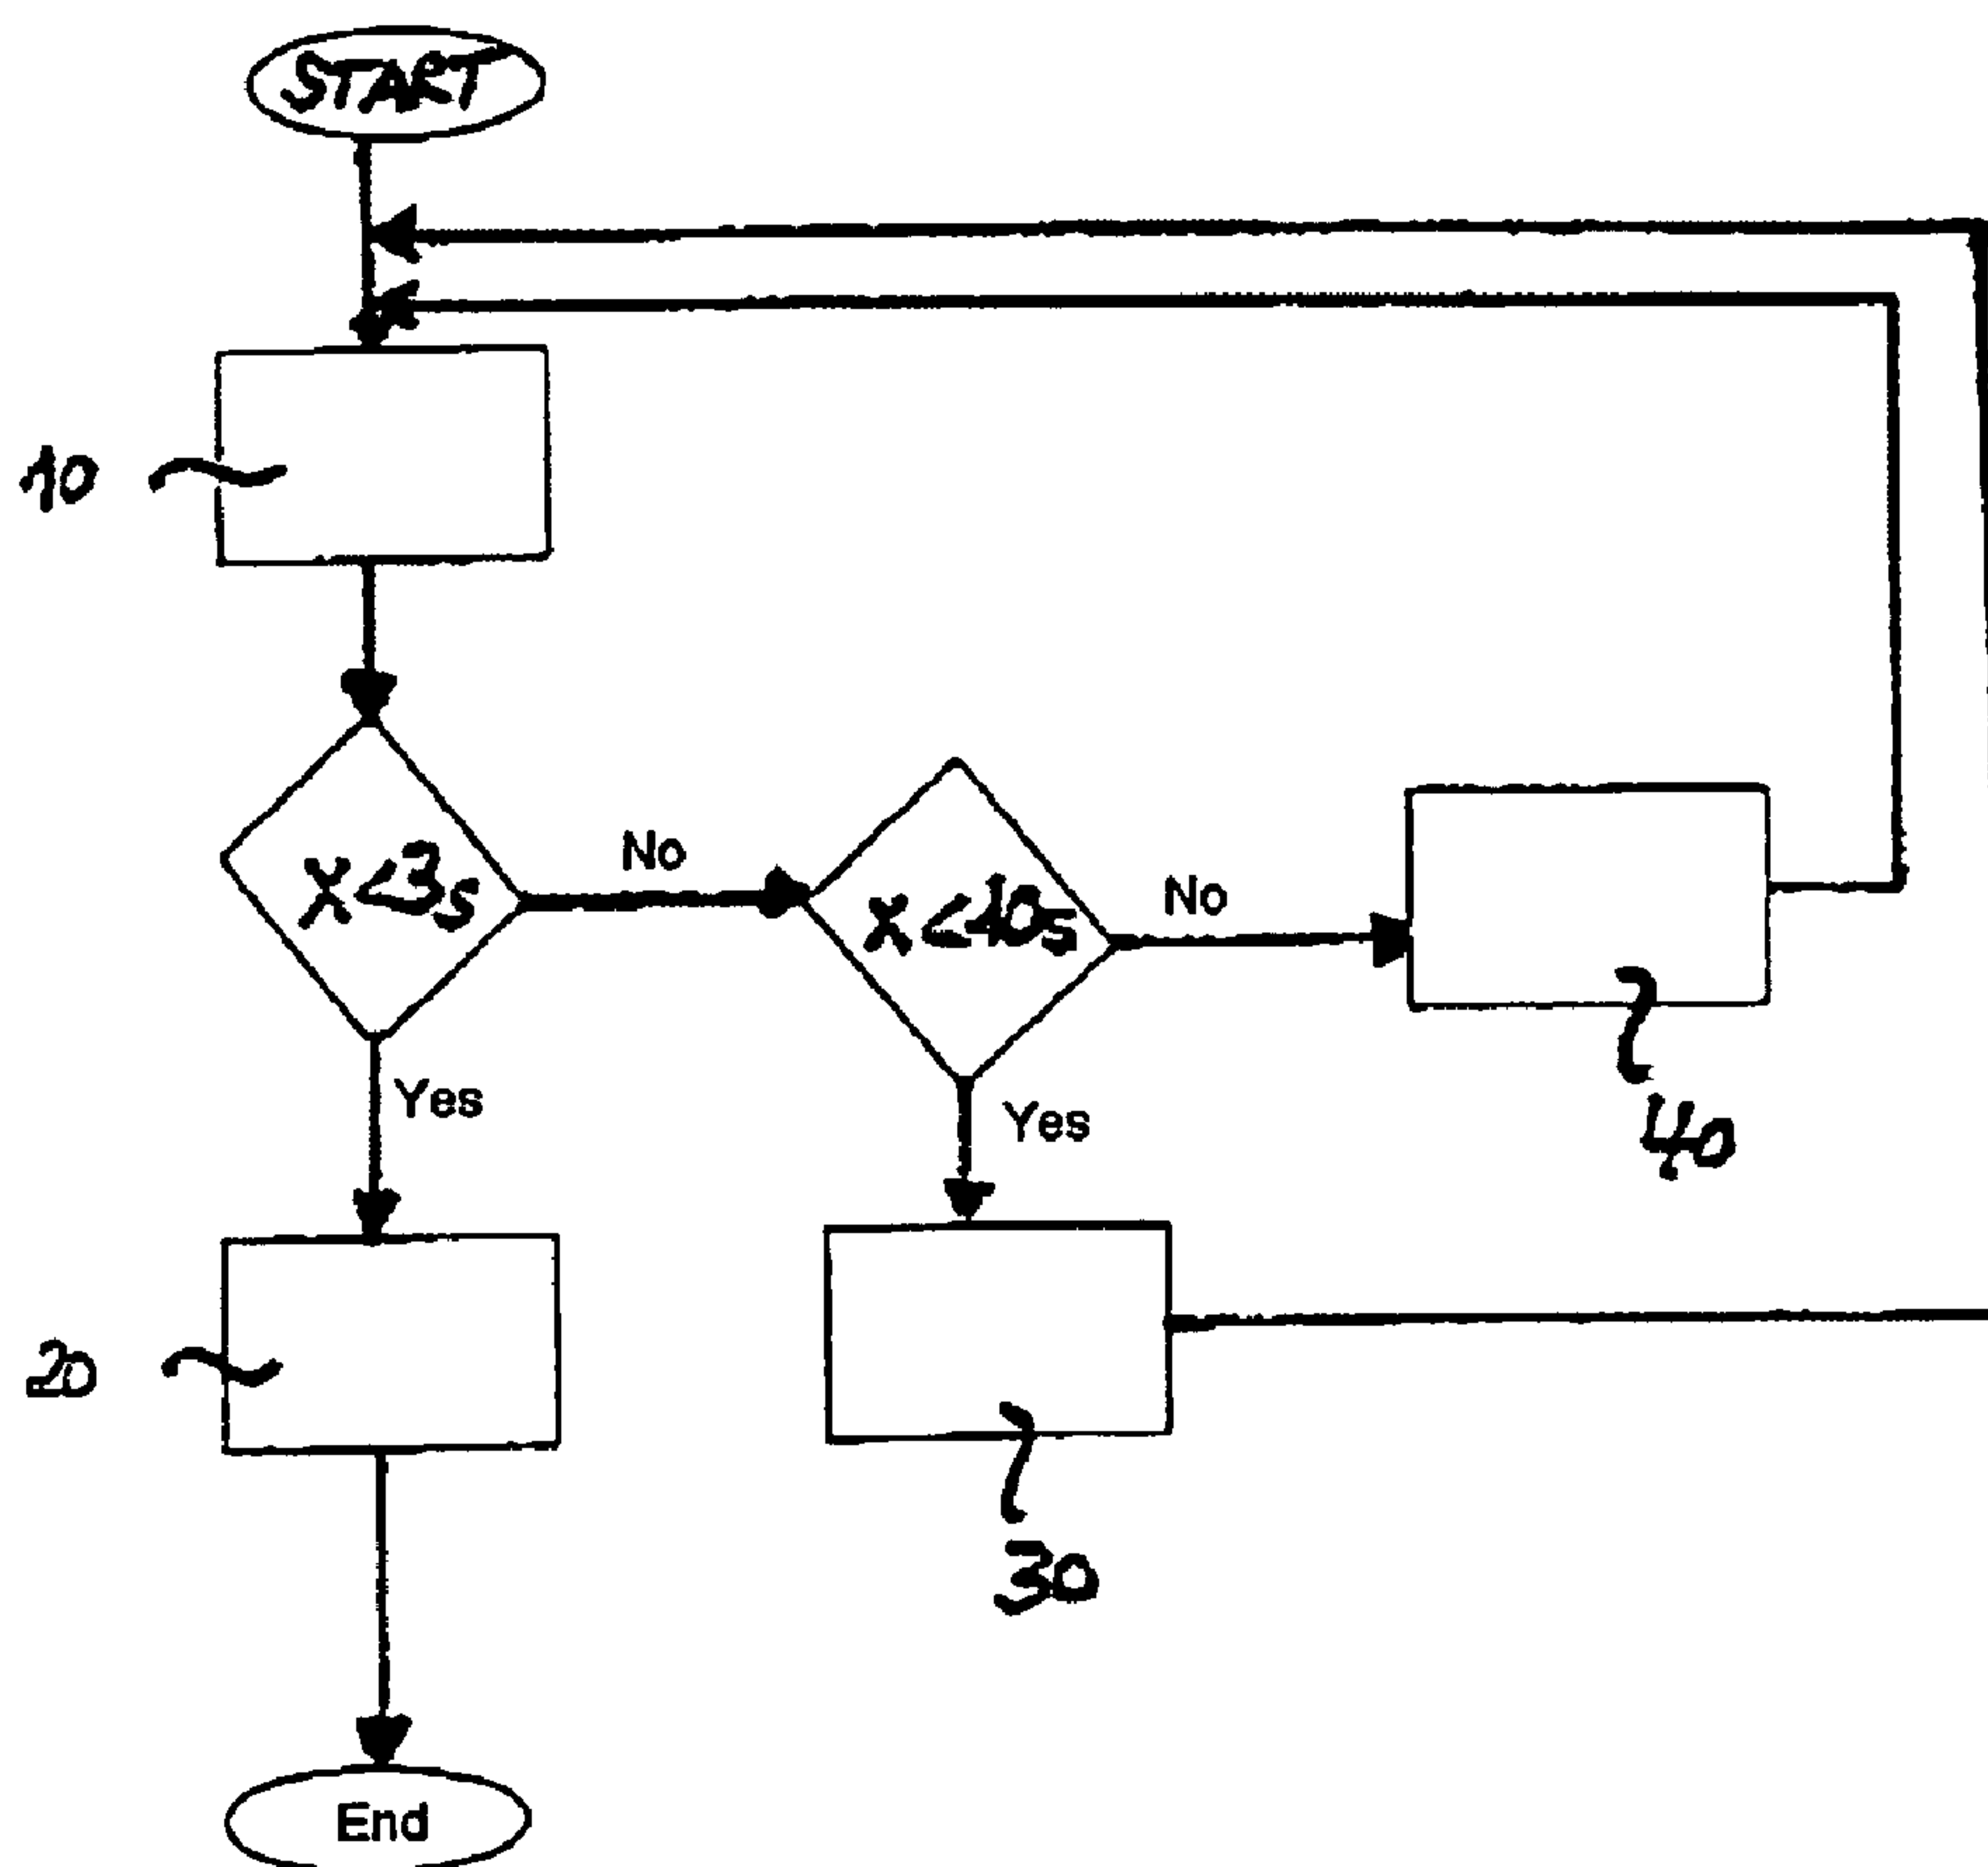 START
10
X<3s
No
X<10s
No
Yes
Yes
40
20
30
End